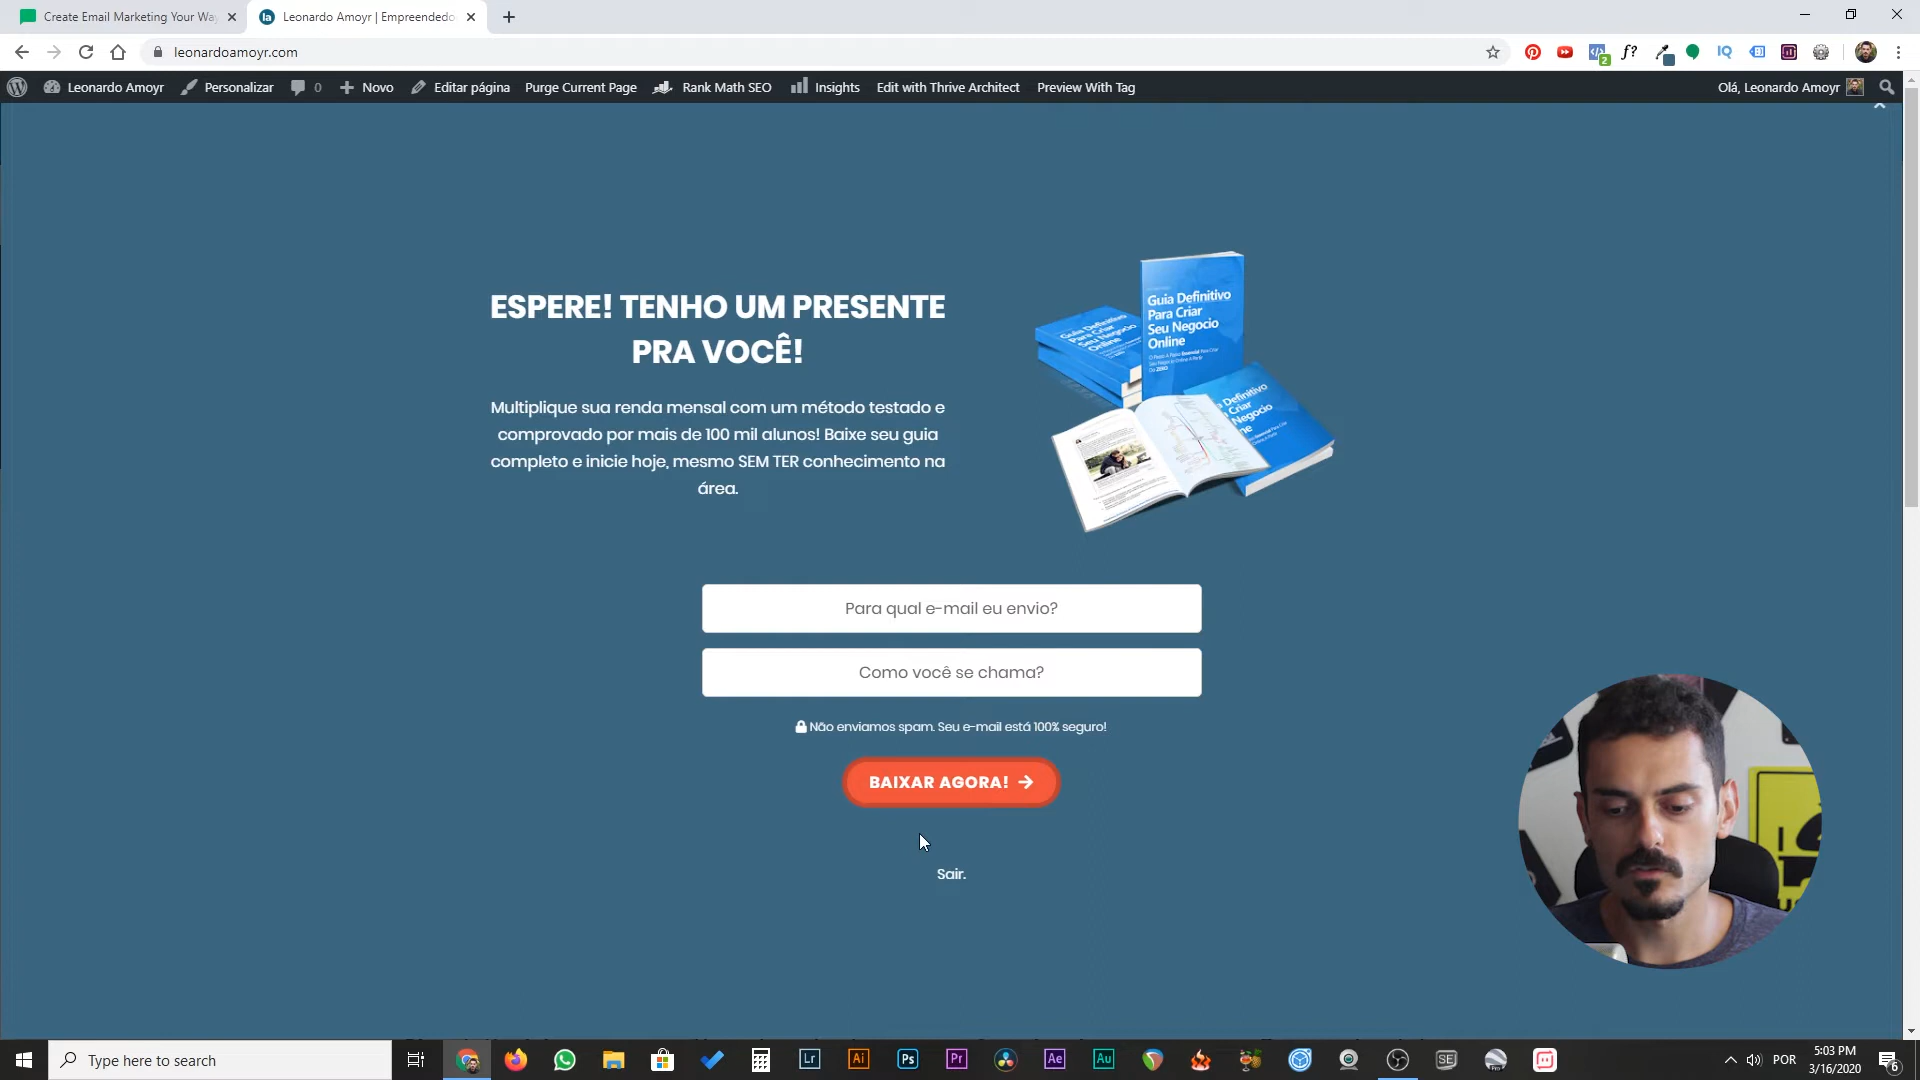 Create Email Marketing Your Way
Leonardo Amoyr | Empreendedo
leonardoamoyr.com
Leonardo Amoyr
Personalizar
0
Novo
Editar página
Purge Current Page
Rank Math SEO
Insights
Edit with Thrive Architect
Preview With Tag
Olá, Leonardo Amoyr
ESPERE! TENHO UM PRESENTE
PRA VOCÊ!
Multiplique sua renda mensal com um método testado e
comprovado por mais de 100 mil alunos! Baixe seu guia
completo e inicie hoje, mesmo SEM TER conhecimento na
área.
Guia Definitivo
Para Criar
Seu Negocio
Online
Para qual e-mail eu envio?
Como você se chama?
Não enviamos spam. Seu e-mail está 100% seguro!
BAIXAR AGORA!
Sair.
Type here to search
POR
5:03 PM
3/16/2020
6